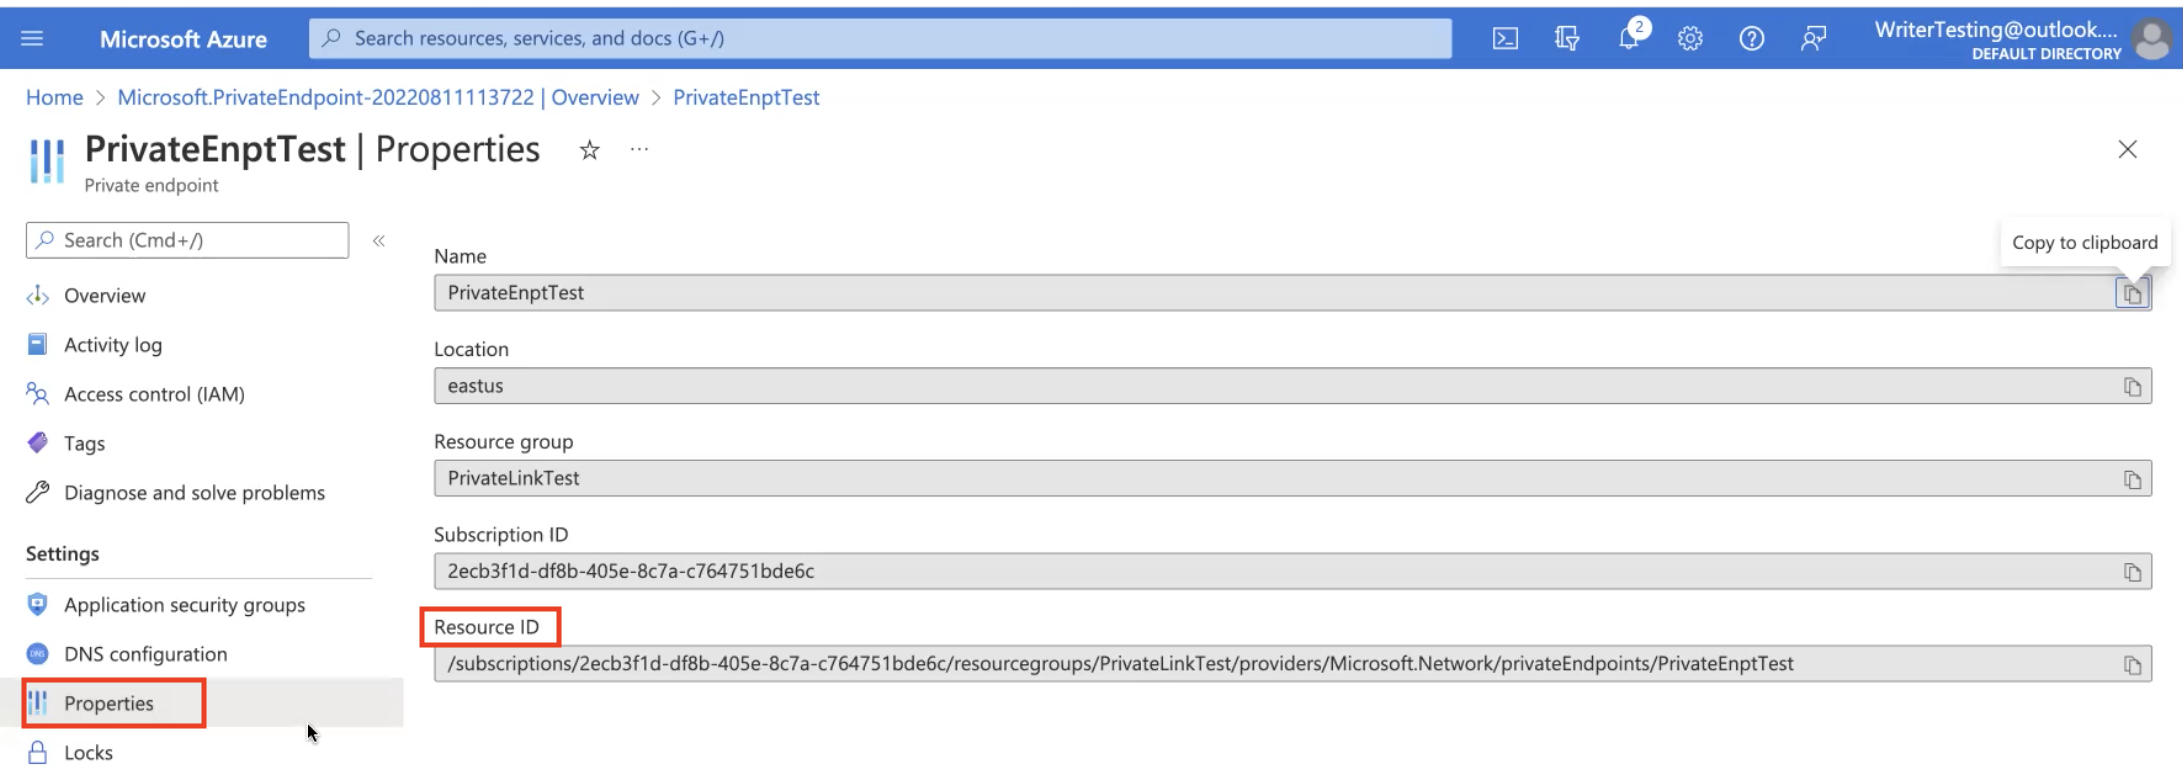 Microsoft Azure
Search resources, services, and docs (G+/)
2
WriterTesting@outlook....
DEFAULT DIRECTORY
Home > Microsoft.PrivateEndpoint-20220811113722 | Overview > PrivateEnptTest
PrivateEnptTest | Properties
Private endpoint
Search (Cmd+/)
Overview
Activity log
Access control (IAM)
Tags
Diagnose and solve problems
Settings
Application security groups
DNS configuration
Properties
Locks
Copy to clipboard
Name
PrivateEnptTest
Location
eastus
Resource group
PrivateLinkTest
Subscription ID
2ecb3f1d-df8b-405e-8c7a-c764751bde6c
Resource ID
/subscriptions/2ecb3f1d-df8b-405e-8c7a-c764751bde6c/resourcegroups/PrivateLinkTest/providers/Microsoft.Network/privateEndpoints/PrivateEnptTest